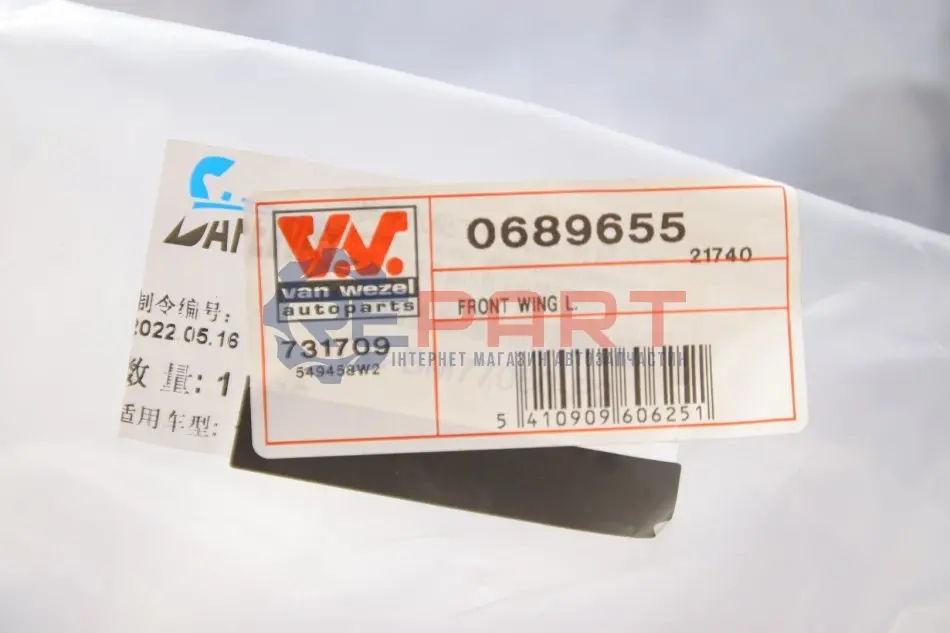 V.W.
van wezel
autoparts
731709
549458W2
0689655
21740
FRONT WING L.
5 410909 606251
制令编号:
2022.05.16
数 量: 1
适用车型:
EPART
ІНТЕРНЕТ МАГАЗИН АВТОЗАПЧАСТИН